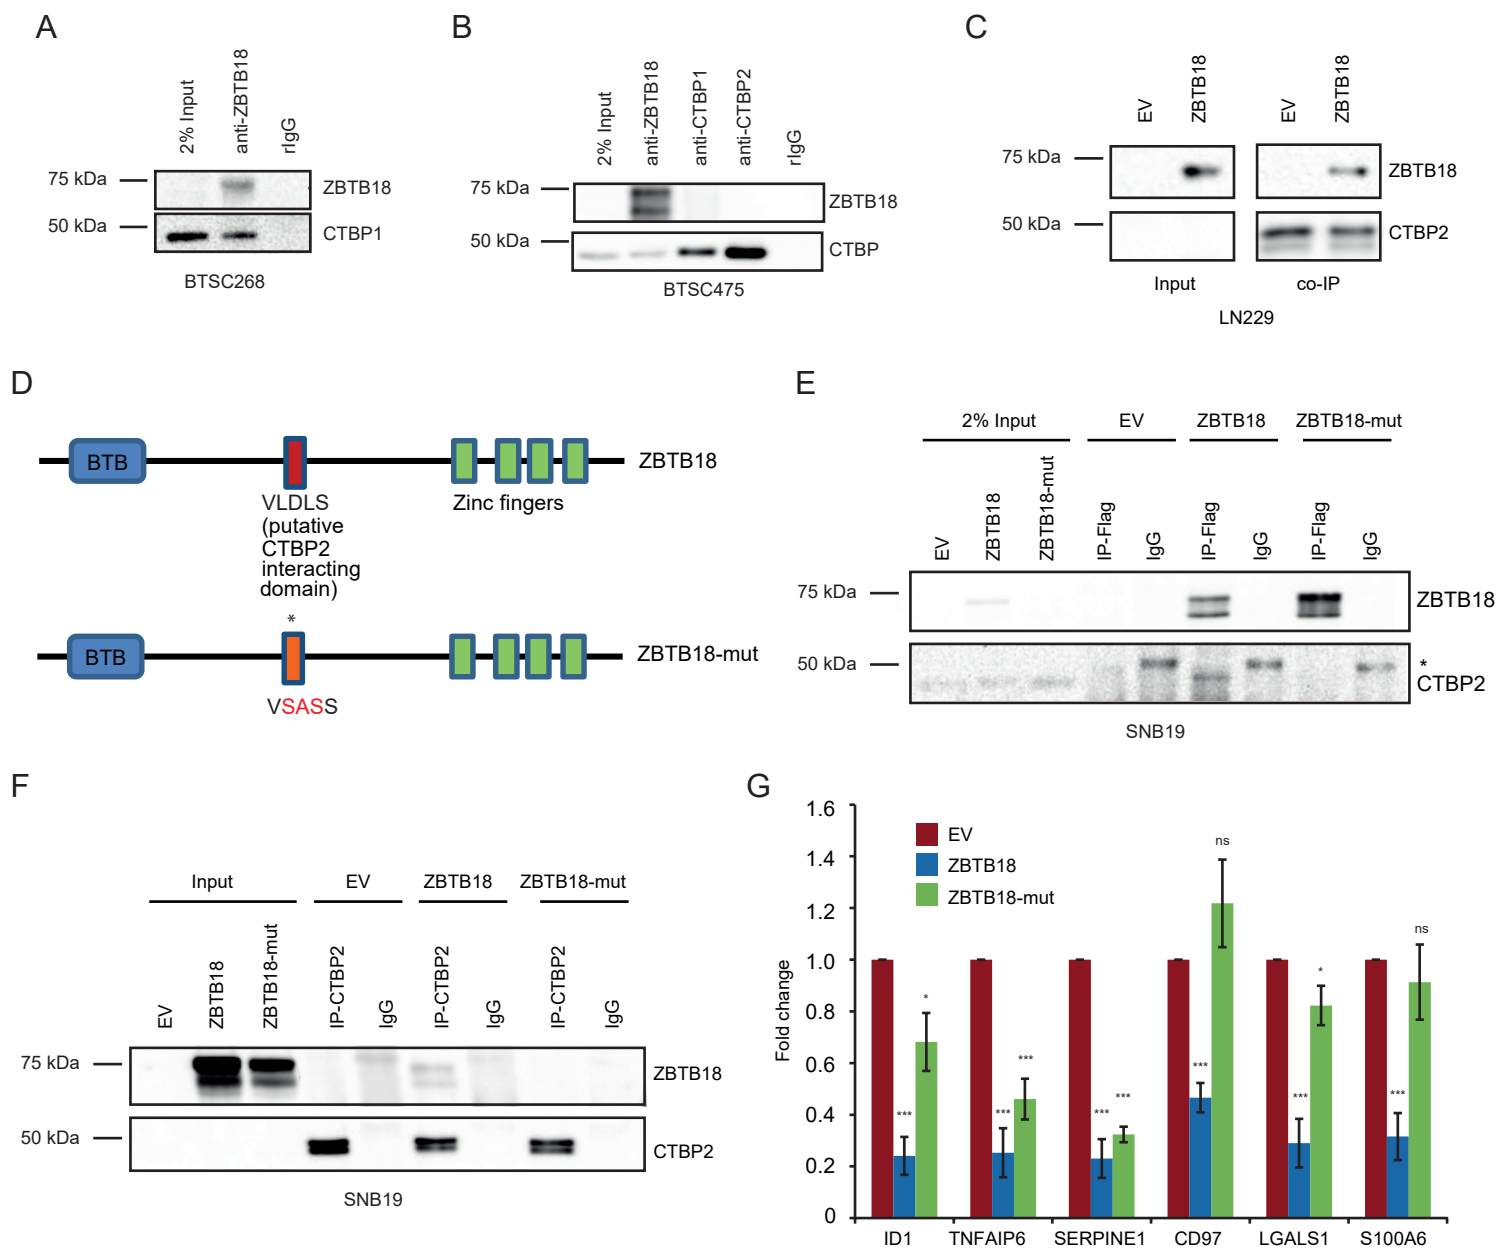 A
2% Input
anti-ZBTB18
rIgG
75 kDa
ZBTB18
50 kDa
CTBP1
BTSC268
B
2% Input
anti-ZBTB18
anti-CTBP1
anti-CTBP2
rIgG
75 kDa
ZBTB18
50 kDa
CTBP
BTSC475
C
EV
ZBTB18
EV
ZBTB18
75 kDa
ZBTB18
50 kDa
CTBP2
Input
co-IP
LN229
D
BTB
ZBTB18
VLDLS
(putative
CTBP2
interacting
domain)
Zinc fingers
*
BTB
ZBTB18-mut
VSASS
E
2% Input
EV
ZBTB18
ZBTB18-mut
EV
ZBTB18
ZBTB18-mut
IP-Flag
IgG
IP-Flag
IgG
IP-Flag
IgG
75 kDa
ZBTB18
50 kDa
*
CTBP2
SNB19
F
Input
EV
ZBTB18
ZBTB18-mut
EV
ZBTB18
ZBTB18-mut
IP-CTBP2
IgG
IP-CTBP2
IgG
IP-CTBP2
IgG
75 kDa
ZBTB18
50 kDa
CTBP2
SNB19
G
Fold change
1.6
1.4
1.2
1.0
0.8
0.6
0.4
0.2
0
EV
ZBTB18
ZBTB18-mut
***
*
***
***
***
***
***
ns
***
*
***
ns
ID1
TNFAIP6
SERPINE1
CD97
LGALS1
S100A6